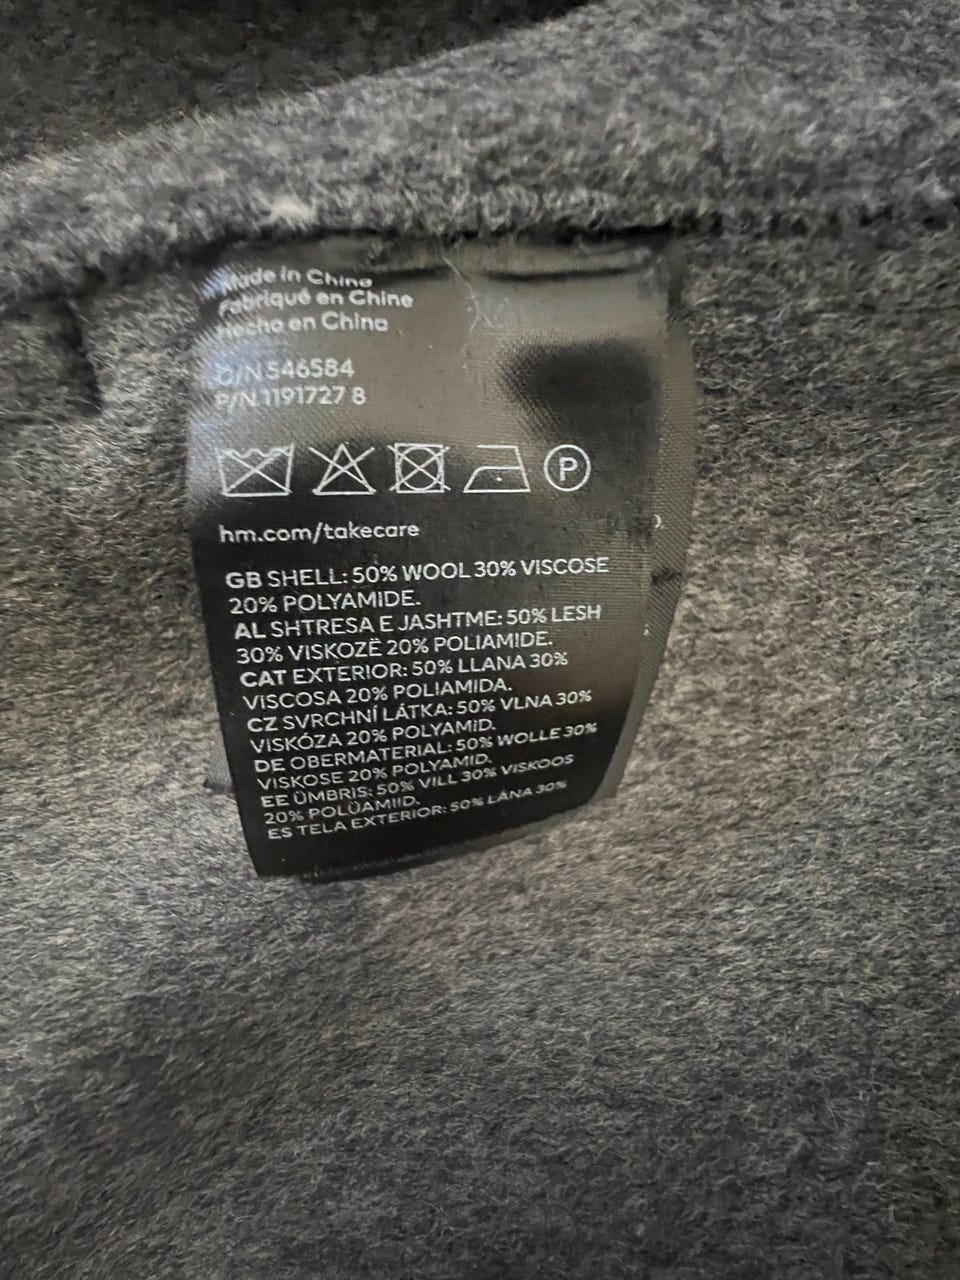 Made in China
Fabriqué en Chine
Hecho en China
O/N 546584
P/N 1191727 8
P
hm.com/takecare
GB SHELL: 50% WOOL 30% VISCOSE
20% POLYAMIDE.
AL SHTRESA E JASHTME: 50% LESH
30% VISKOZË 20% POLIAMIDE.
CAT EXTERIOR: 50% LLANA 30%
VISCOSA 20% POLIAMIDA.
CZ SVRCHNÍ LÁTKA: 50% VLNA 30%
VISKÓZA 20% POLYAMID.
DE OBERMATERIAL: 50% WOLLE 30%
VISKOSE 20% POLYAMID.
EE ÜMBRIS: 50% VILL 30% VISKOOS
20% POLÜAMIID.
ES TELA EXTERIOR: 50% LANA 30%